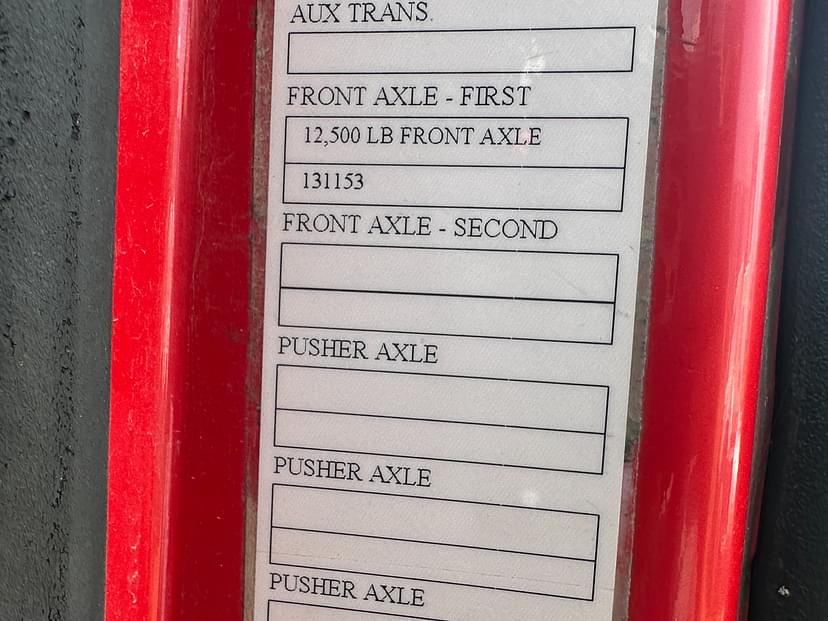 AUX TRANS.
FRONT AXLE - FIRST
12,500 LB FRONT AXLE
131153
FRONT AXLE - SECOND
PUSHER AXLE
PUSHER AXLE
PUSHER AXLE